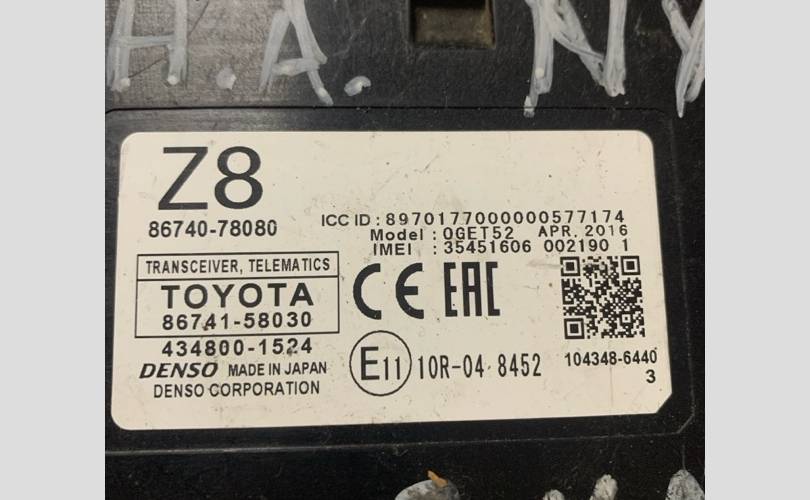 H.A. NY
Z8
86740-78080
ICC ID : 8970177000000577174
Model : 0GET52 APR. 2016
IMEI : 35451606 002190 1
TRANSCEIVER, TELEMATICS
TOYOTA
86741-58030
434800-1524
DENSO MADE IN JAPAN
DENSO CORPORATION
CE EAC
E11 10R-04 8452
104348-6440
3